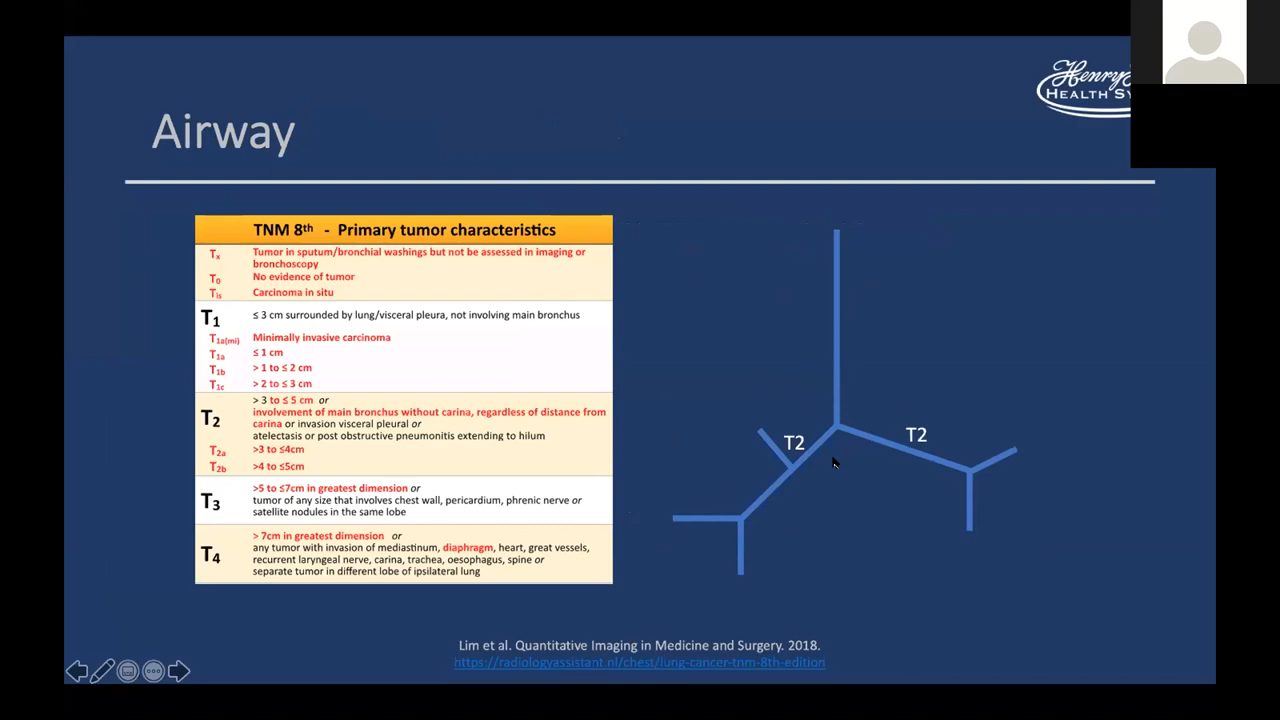 Henry
HEALTH SY
Airway
TNM 8th - Primary tumor characteristics
Tx Tumor in sputum/bronchial washings but not be assessed in imaging or
bronchoscopy
T0 No evidence of tumor
Tis Carcinoma in situ
T1 ≤ 3 cm surrounded by lung/visceral pleura, not involving main bronchus
T1a(mi) Minimally invasive carcinoma
T1a ≤ 1 cm
T1b > 1 to ≤ 2 cm
T1c > 2 to ≤ 3 cm
T2 > 3 to ≤ 5 cm or
involvement of main bronchus without carina, regardless of distance from
carina or invasion visceral pleural or
atelectasis or post obstructive pneumonitis extending to hilum
T2a >3 to ≤4cm
T2b >4 to ≤5cm
T3 >5 to ≤7cm in greatest dimension or
tumor of any size that involves chest wall, pericardium, phrenic nerve or
satellite nodules in the same lobe
T4 > 7cm in greatest dimension or
any tumor with invasion of mediastinum, diaphragm, heart, great vessels,
recurrent laryngeal nerve, carina, trachea, oesophagus, spine or
separate tumor in different lobe of ipsilateral lung
T2
T2
Lim et al. Quantitative Imaging in Medicine and Surgery. 2018.
https://radiologyassistant.nl/chest/lung-cancer-tnm-8th-edition